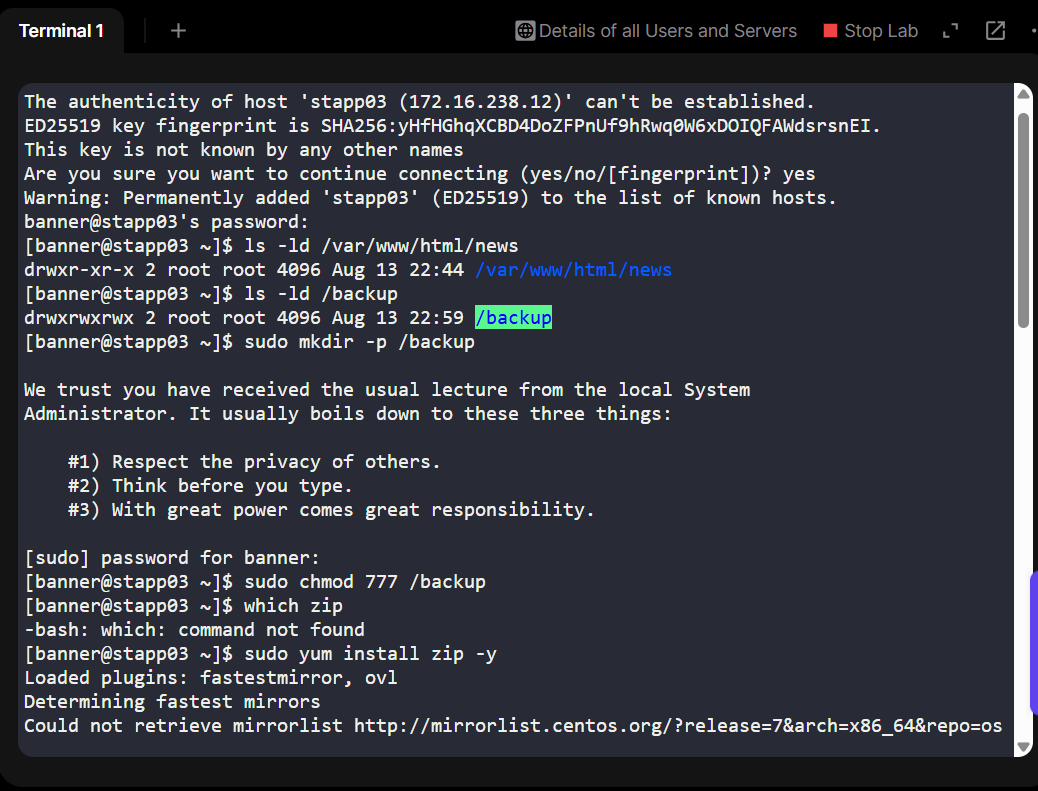 Terminal 1
+
Details of all Users and Servers
Stop Lab
The authenticity of host 'stapp03 (172.16.238.12)' can't be established.
ED25519 key fingerprint is SHA256:yHfHGhqXCBD4DoZFPnUf9hRwq0W6xDOIQFAWdsrsnEI.
This key is not known by any other names
Are you sure you want to continue connecting (yes/no/[fingerprint])? yes
Warning: Permanently added 'stapp03' (ED25519) to the list of known hosts.
banner@stapp03's password:
[banner@stapp03 ~]$ ls -ld /var/www/html/news
drwxr-xr-x 2 root root 4096 Aug 13 22:44 /var/www/html/news
[banner@stapp03 ~]$ ls -ld /backup
drwxrwxrwx 2 root root 4096 Aug 13 22:59 /backup
[banner@stapp03 ~]$ sudo mkdir -p /backup
We trust you have received the usual lecture from the local System
Administrator. It usually boils down to these three things:
#1) Respect the privacy of others.
#2) Think before you type.
#3) With great power comes great responsibility.
[sudo] password for banner:
[banner@stapp03 ~]$ sudo chmod 777 /backup
[banner@stapp03 ~]$ which zip
-bash: which: command not found
[banner@stapp03 ~]$ sudo yum install zip -y
Loaded plugins: fastestmirror, ovl
Determining fastest mirrors
Could not retrieve mirrorlist http://mirrorlist.centos.org/?release=7&arch=x86_64&repo=os